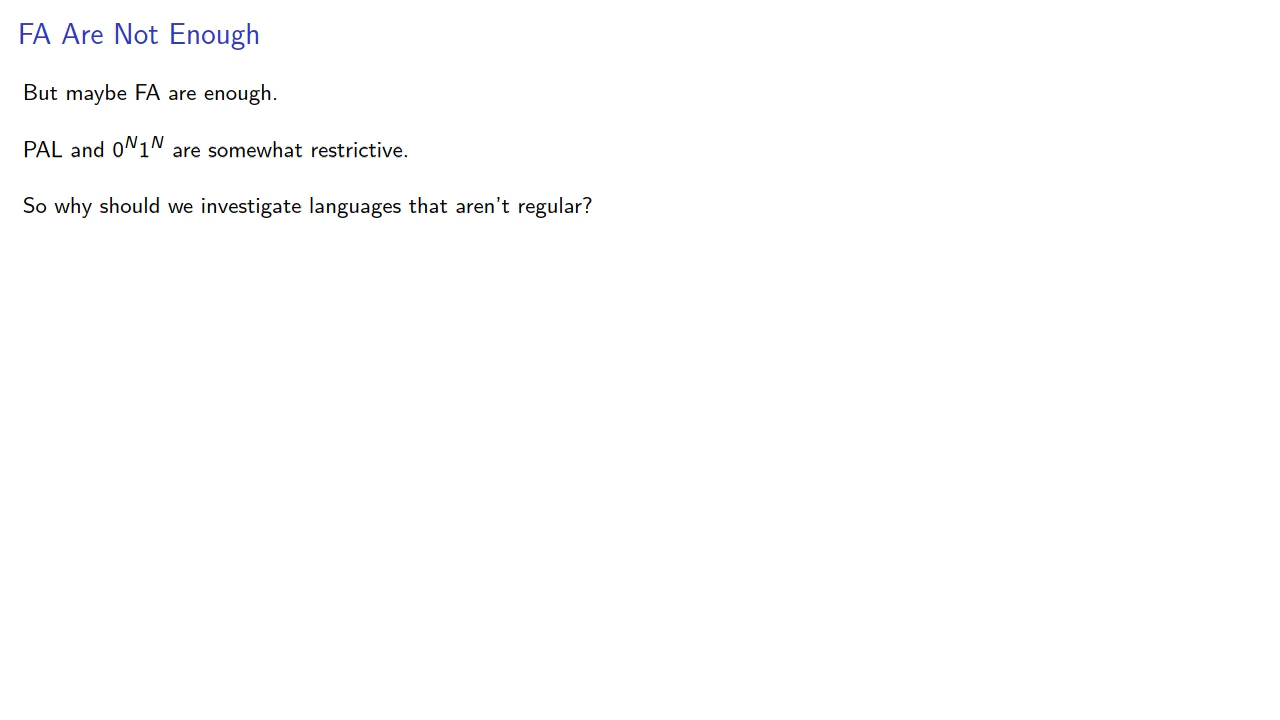 FA Are Not Enough
But maybe FA are enough.
PAL and 0^N1^N are somewhat restrictive.
So why should we investigate languages that aren't regular?